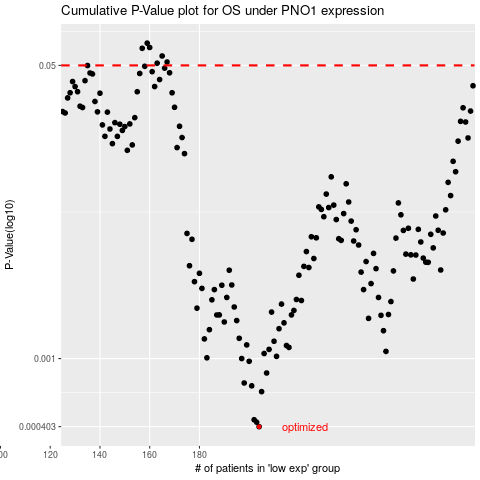 Cumulative P-Value plot for OS under PNO1 expression
P-Value(log10)
0.05
0.001
0.000403
optimized
00 120 140 160 180
# of patients in 'low exp' group